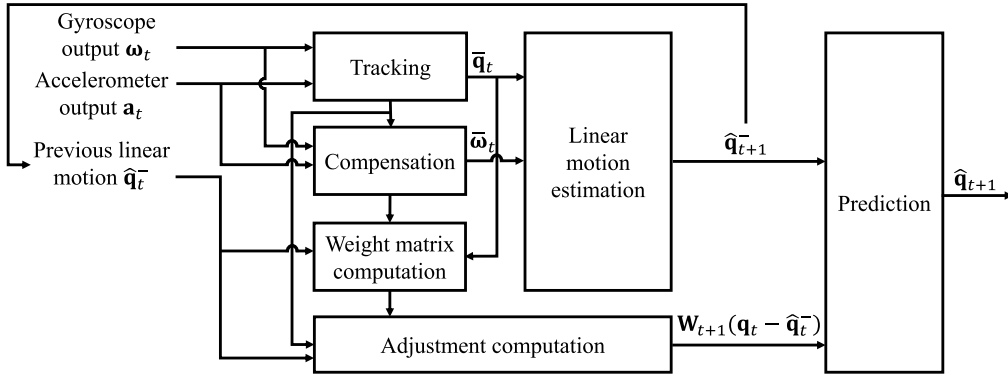 Gyroscope
output 𝛚ₜ
Accelerometer
output 𝐚ₜ
Previous linear
motion 𝐪̂ₜ⁻
Tracking
𝐪̅ₜ
Compensation
𝛚̅ₜ
Weight matrix
computation
Adjustment computation
Linear
motion
estimation
𝐪̂ₜ₊₁⁻
𝐖ₜ₊₁(𝐪ₜ − 𝐪̂ₜ⁻)
Prediction
𝐪̂ₜ₊₁